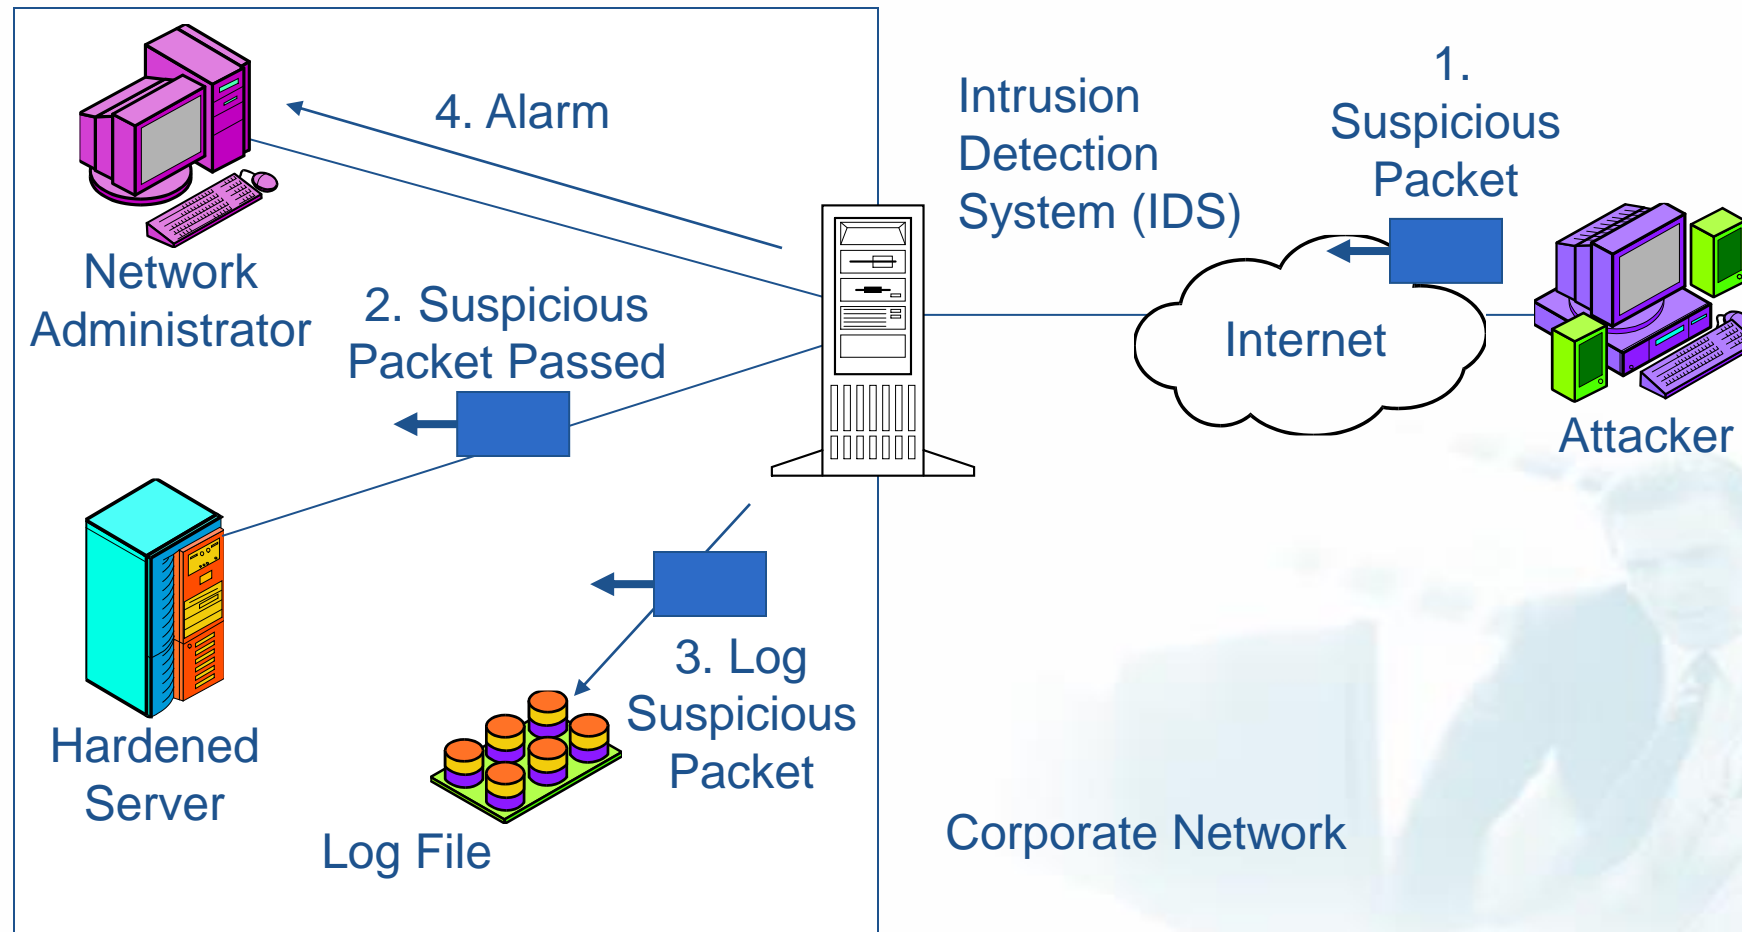 4. Alarm
Intrusion
Detection
System (IDS)
1.
Suspicious
Packet
Network
Administrator
2. Suspicious
Packet Passed
Internet
Attacker
Hardened
Server
3. Log
Suspicious
Packet
Log File
Corporate Network